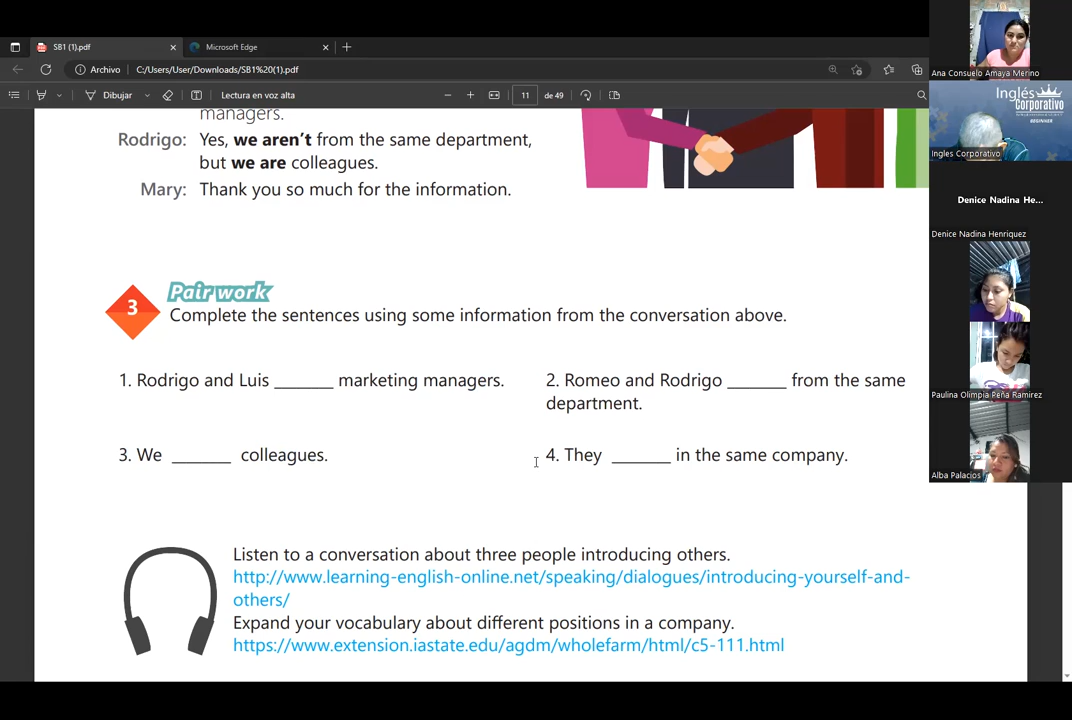 SB1 (1).pdf
Microsoft Edge
Archivo
C:/Users/User/Downloads/SB1%20(1).pdf
Dibujar
Lectura en voz alta
11
de 49
managers.
Rodrigo: Yes, we aren't from the same department,
but we are colleagues.
Mary: Thank you so much for the information.
3
Pair work
Complete the sentences using some information from the conversation above.
1. Rodrigo and Luis ______ marketing managers.
2. Romeo and Rodrigo ______ from the same
department.
3. We ______ colleagues.
4. They ______ in the same company.
Listen to a conversation about three people introducing others.
http://www.learning-english-online.net/speaking/dialogues/introducing-yourself-and-
others/
Expand your vocabulary about different positions in a company.
https://www.extension.iastate.edu/agdm/wholefarm/html/c5-111.html
Ana Consuelo Amaya Merino
Inglés
Corporativo
BEGINNER
Ingles Corporativo
Denice Nadina He...
Denice Nadina Henriquez
Paulina Olimpia Peña Ramirez
Alba Palacios